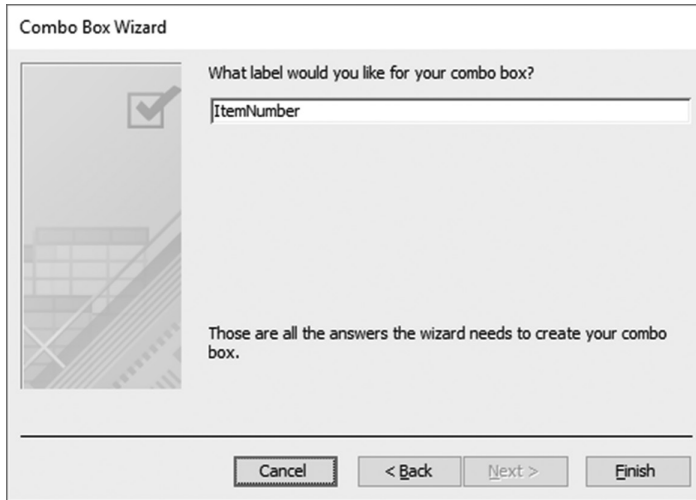 Combo Box Wizard
What label would you like for your combo box?
ItemNumber
Those are all the answers the wizard needs to create your combo
box.
Cancel
< Back
Next >
Finish